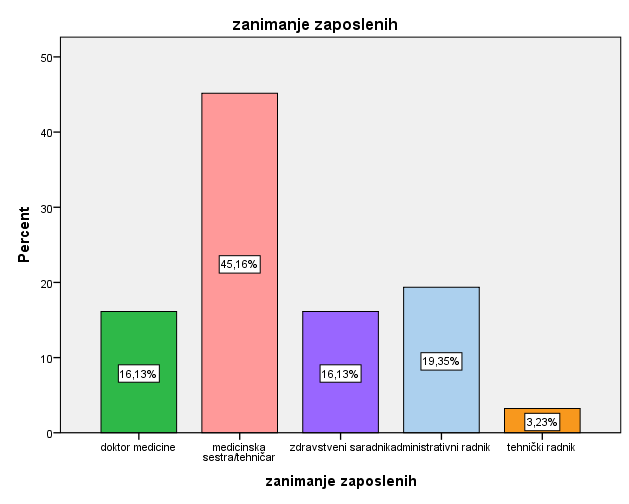 zanimanje zaposlenih
50
40
30
20
10
0
Percent
16,13%
45,16%
16,13%
19,35%
3,23%
doktor medicine
medicinska
sestra/tehničar
zdravstveni saradnik
administrativni radnik
tehnički radnik
zanimanje zaposlenih